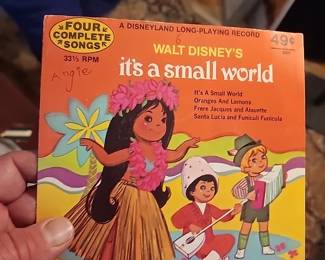 A DISNEYLAND LONG-PLAYING RECORD
FOUR
COMPLETE
SONGS
33⅓ RPM
Angie
49¢
WALT DISNEY'S
it's a small world
It's A Small World
Oranges And Lemons
Frere Jacques and Alouette
Santa Lucia and Funiculi Funicula